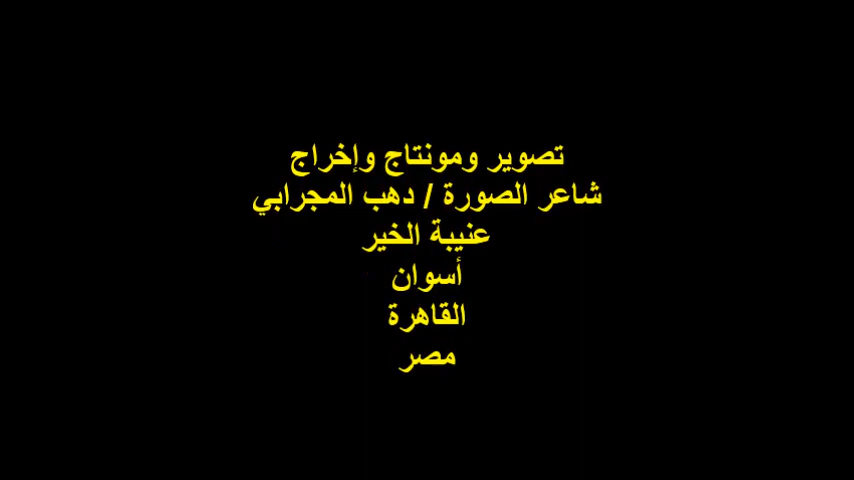 تصوير ومونتاج وإخراج
شاعر الصورة / دهب المجرابي
عنيبة الخير
أسوان
القاهرة
مصر